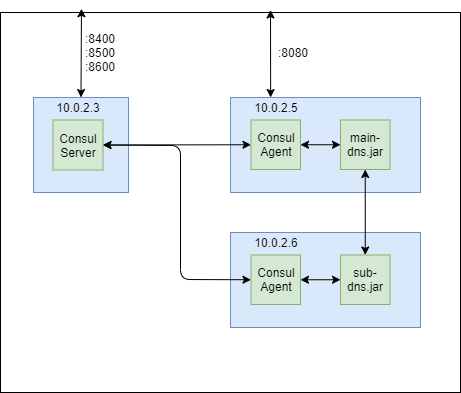 :8400
:8500
:8600
:8080
10.0.2.3
Consul
Server
10.0.2.5
Consul
Agent
main-
dns.jar
10.0.2.6
Consul
Agent
sub-
dns.jar